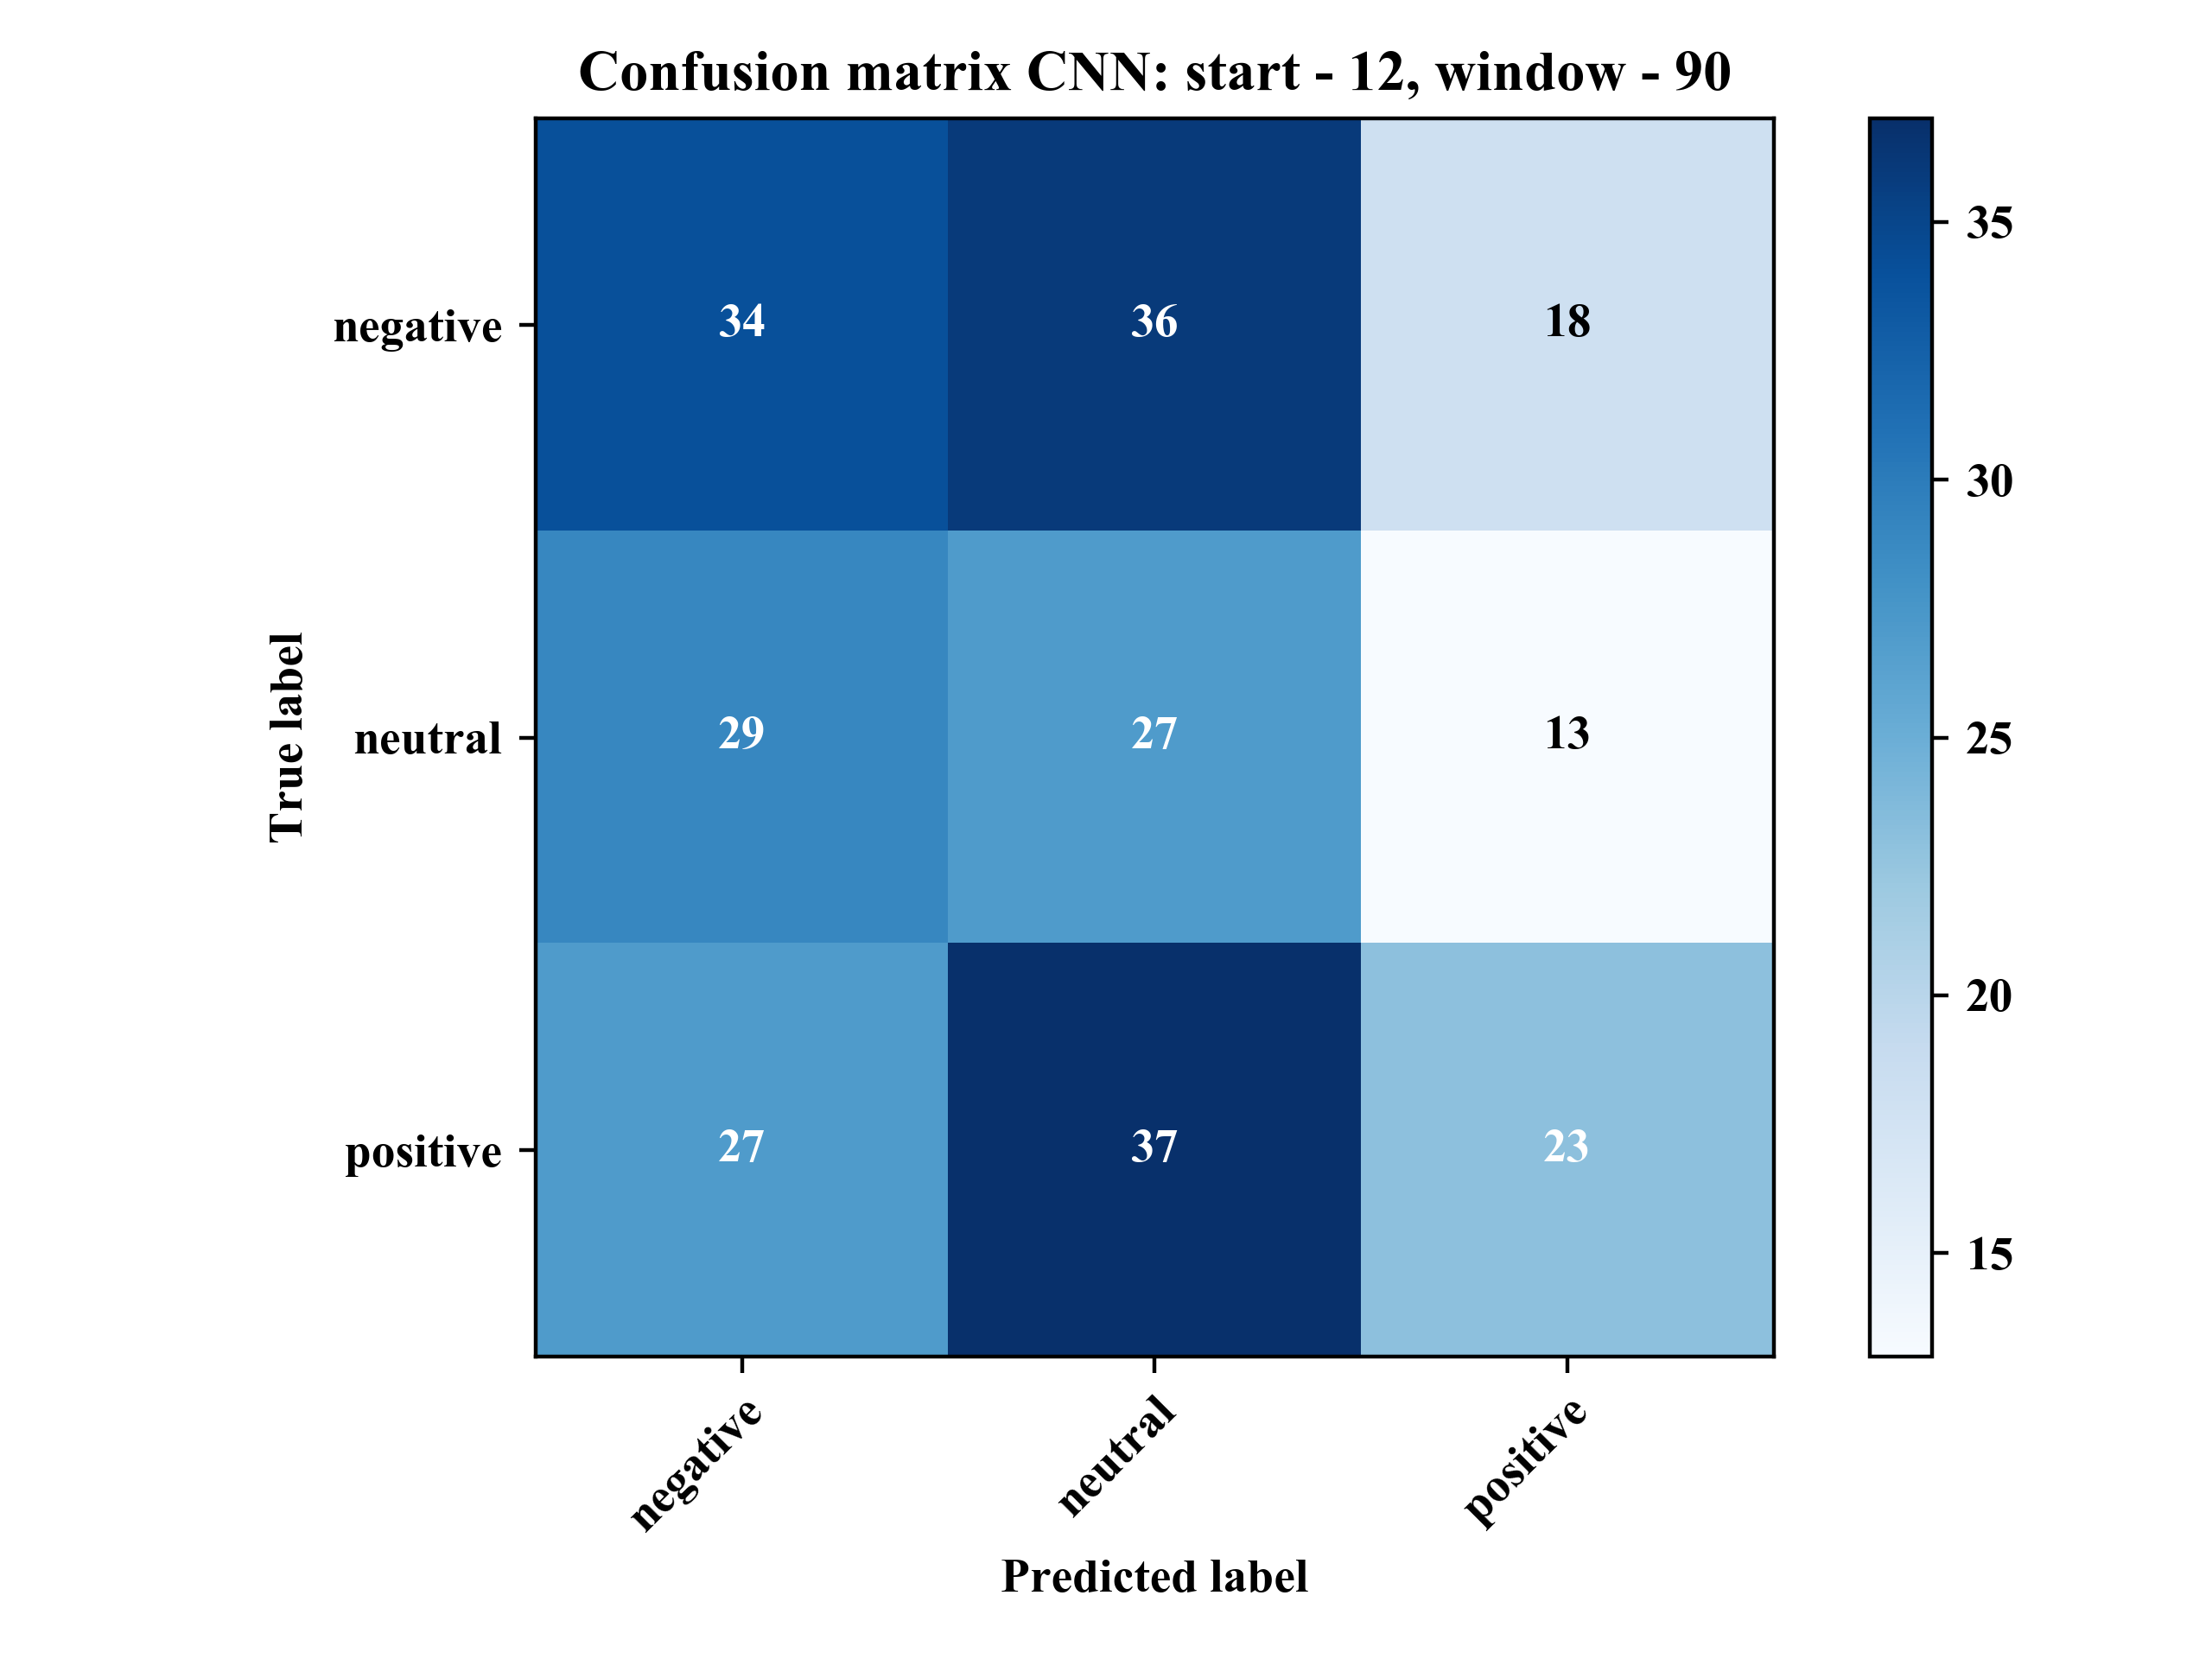 Confusion matrix CNN: start - 12, window - 90
True label
negative
34
36
18
neutral
29
27
13
positive
27
37
23
negative
neutral
positive
Predicted label
35
30
25
20
15